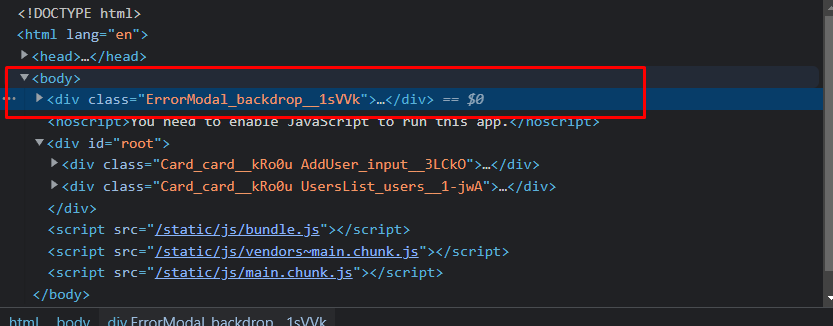 <!DOCTYPE html>
<html lang="en">
<head>…</head>
<body>
<div class="ErrorModal_backdrop__1sVVk">…</div> == $0
<noscript>You need to enable JavaScript to run this app.</noscript>
<div id="root">
<div class="Card_card__kRo0u AddUser_input__3LCkO">…</div>
<div class="Card_card__kRo0u UsersList_users__1-jwA">…</div>
</div>
<script src="/static/js/bundle.js"></script>
<script src="/static/js/vendors~main.chunk.js"></script>
<script src="/static/js/main.chunk.js"></script>
</body>
html body div.ErrorModal_backdrop__1sVVk